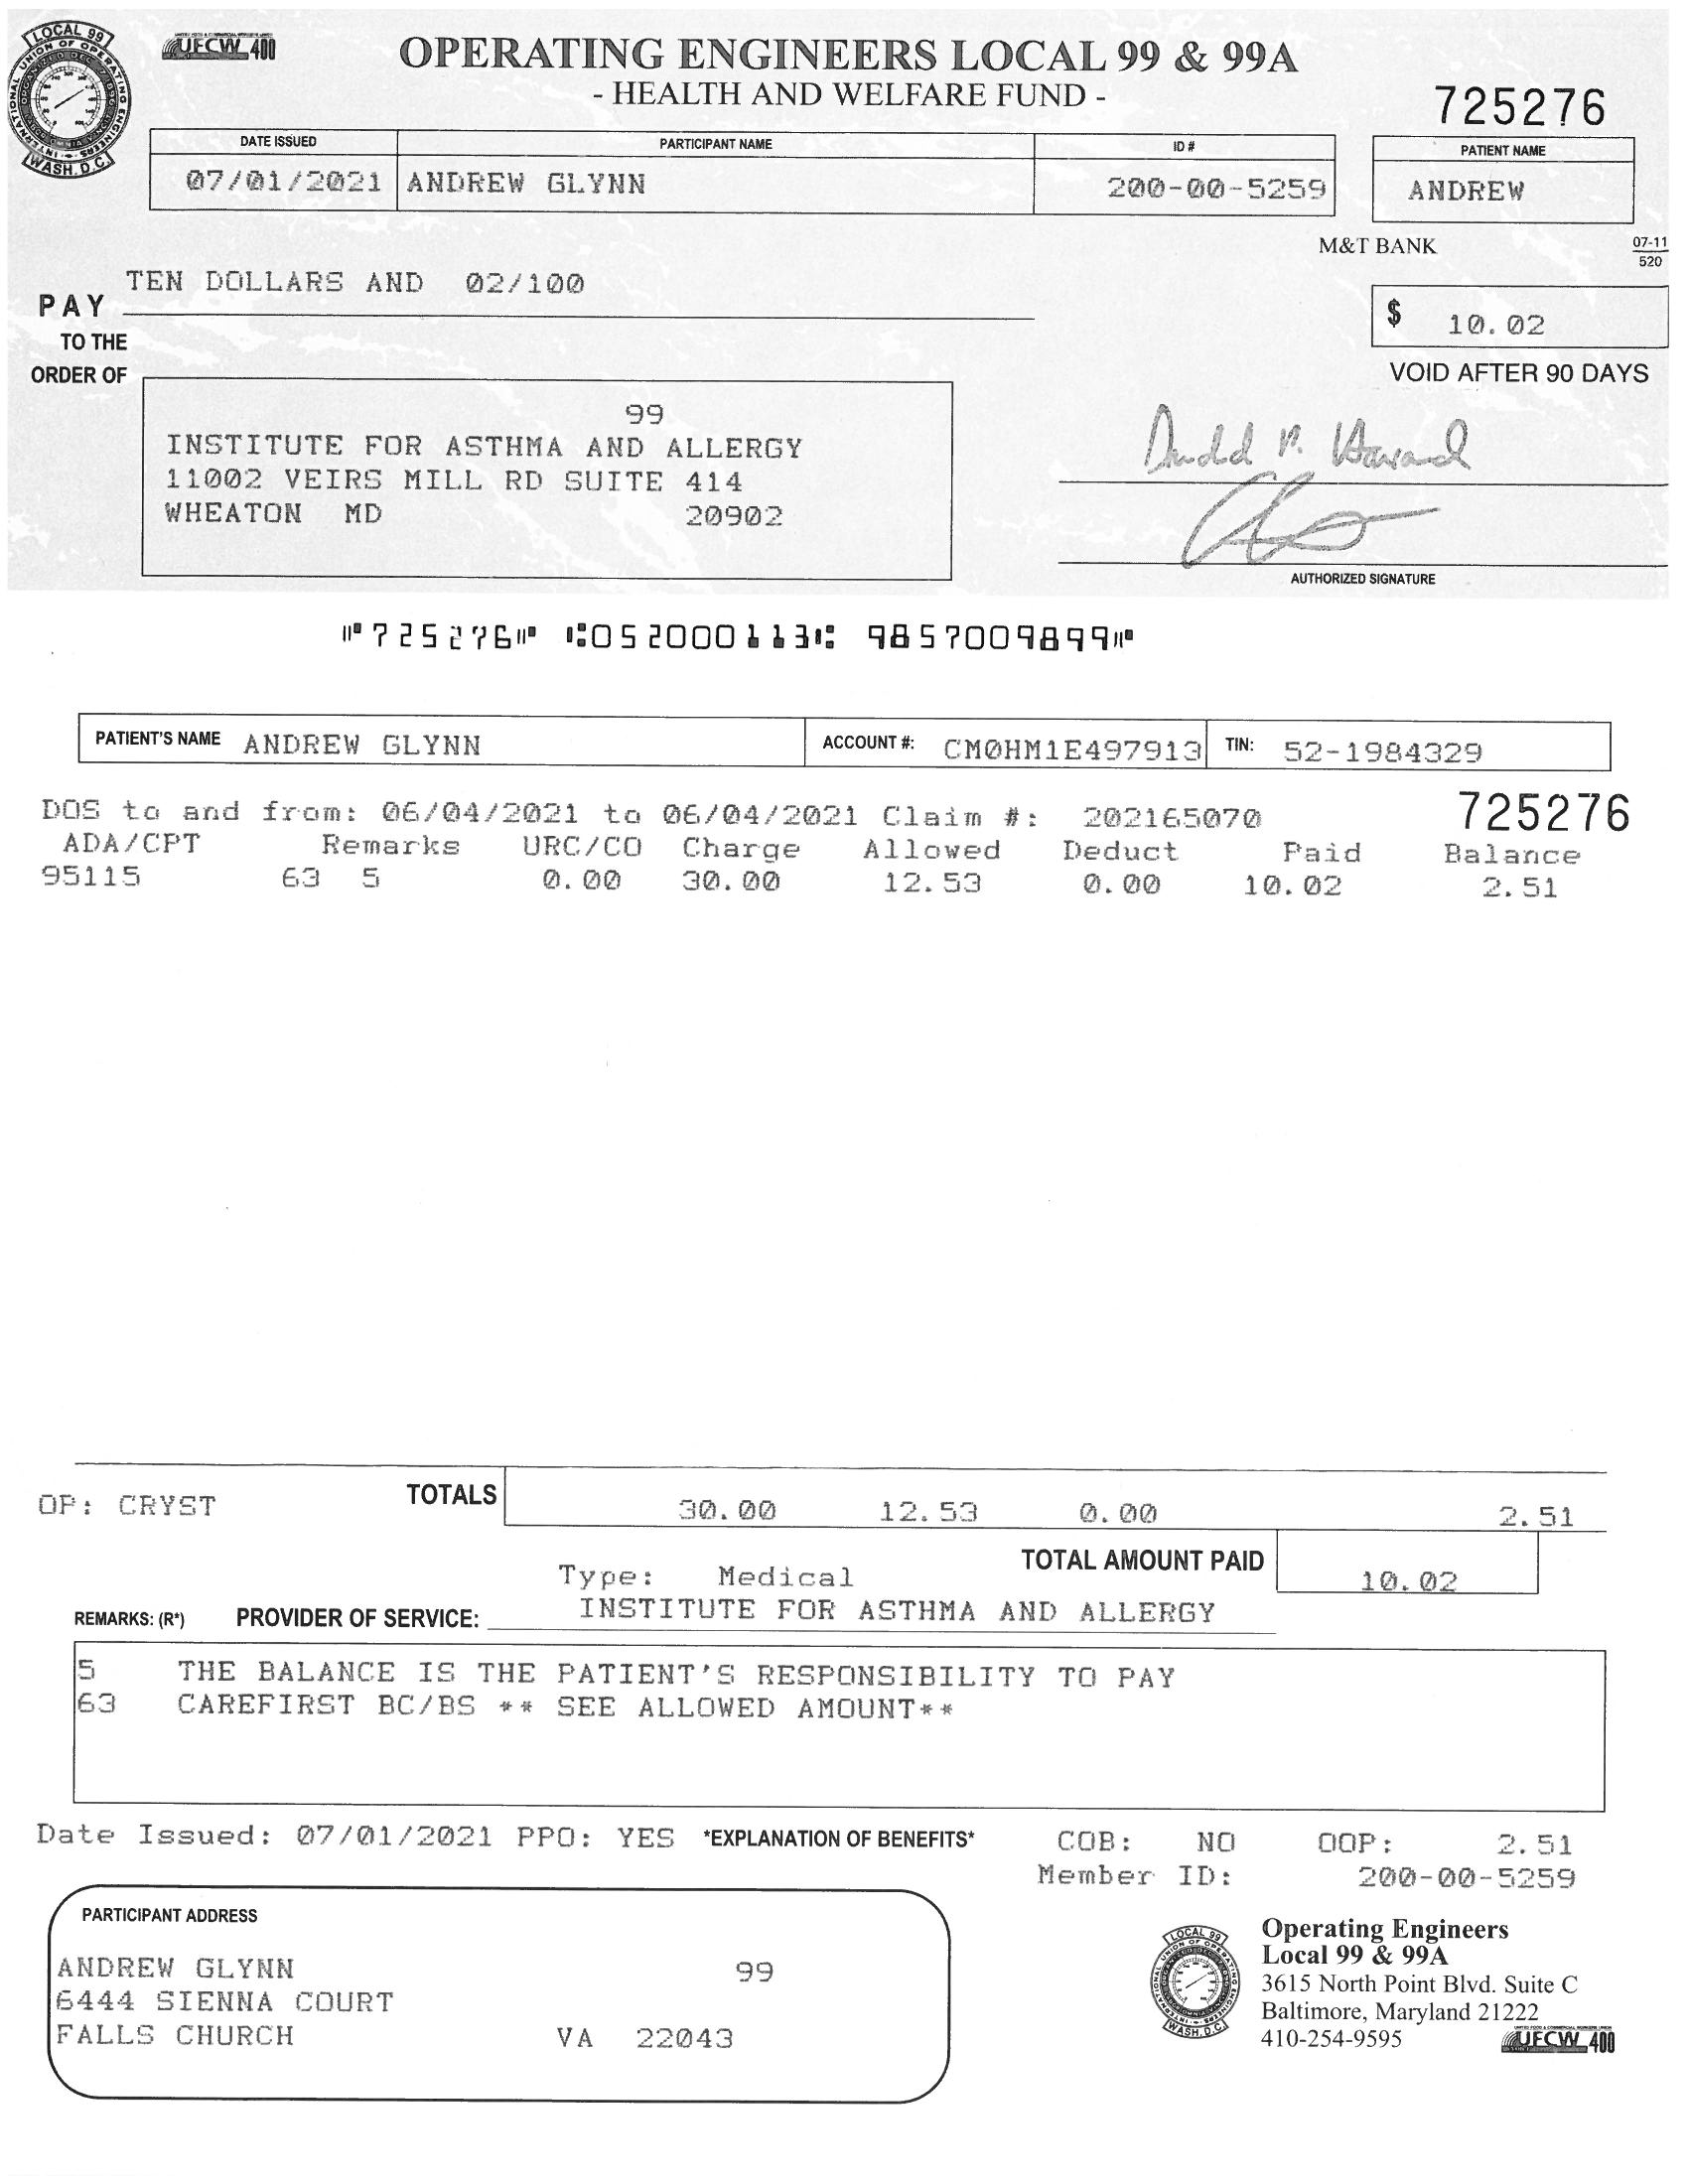 LOCAL 99
INTERNATIONAL UNION OF OPERATING ENGINEERS
WASH. D.C.
UFCW 400
OPERATING ENGINEERS LOCAL 99 & 99A
- HEALTH AND WELFARE FUND -
725276
DATE ISSUED PARTICIPANT NAME ID # PATIENT NAME
07/01/2021 ANDREW GLYNN 200-00-5259 ANDREW
M&T BANK 07-11
520
TEN DOLLARS AND 02/100
PAY
$ 10.02
TO THE
ORDER OF
VOID AFTER 90 DAYS
99
INSTITUTE FOR ASTHMA AND ALLERGY
11002 VEIRS MILL RD SUITE 414
WHEATON MD 20902
AUTHORIZED SIGNATURE
⑈725276⑈ ⑆052000113⑆ 9857009899⑈
PATIENT'S NAME ANDREW GLYNN ACCOUNT #: CM0HM1E497913 TIN: 52-1984329
DOS to and from: 06/04/2021 to 06/04/2021 Claim #: 202165070 725276
ADA/CPT Remarks URC/CO Charge Allowed Deduct Paid Balance
95115 63 5 0.00 30.00 12.53 0.00 10.02 2.51
OP: CRYST TOTALS 30.00 12.53 0.00 2.51
Type: Medical TOTAL AMOUNT PAID 10.02
REMARKS: (R*) PROVIDER OF SERVICE: INSTITUTE FOR ASTHMA AND ALLERGY
5 THE BALANCE IS THE PATIENT'S RESPONSIBILITY TO PAY
63 CAREFIRST BC/BS ** SEE ALLOWED AMOUNT**
Date Issued: 07/01/2021 PPO: YES *EXPLANATION OF BENEFITS* COB: NO OOP: 2.51
Member ID: 200-00-5259
PARTICIPANT ADDRESS
ANDREW GLYNN 99
6444 SIENNA COURT
FALLS CHURCH VA 22043
LOCAL 99
WASH. D.C.
Operating Engineers
Local 99 & 99A
3615 North Point Blvd. Suite C
Baltimore, Maryland 21222
410-254-9595
UFCW 400